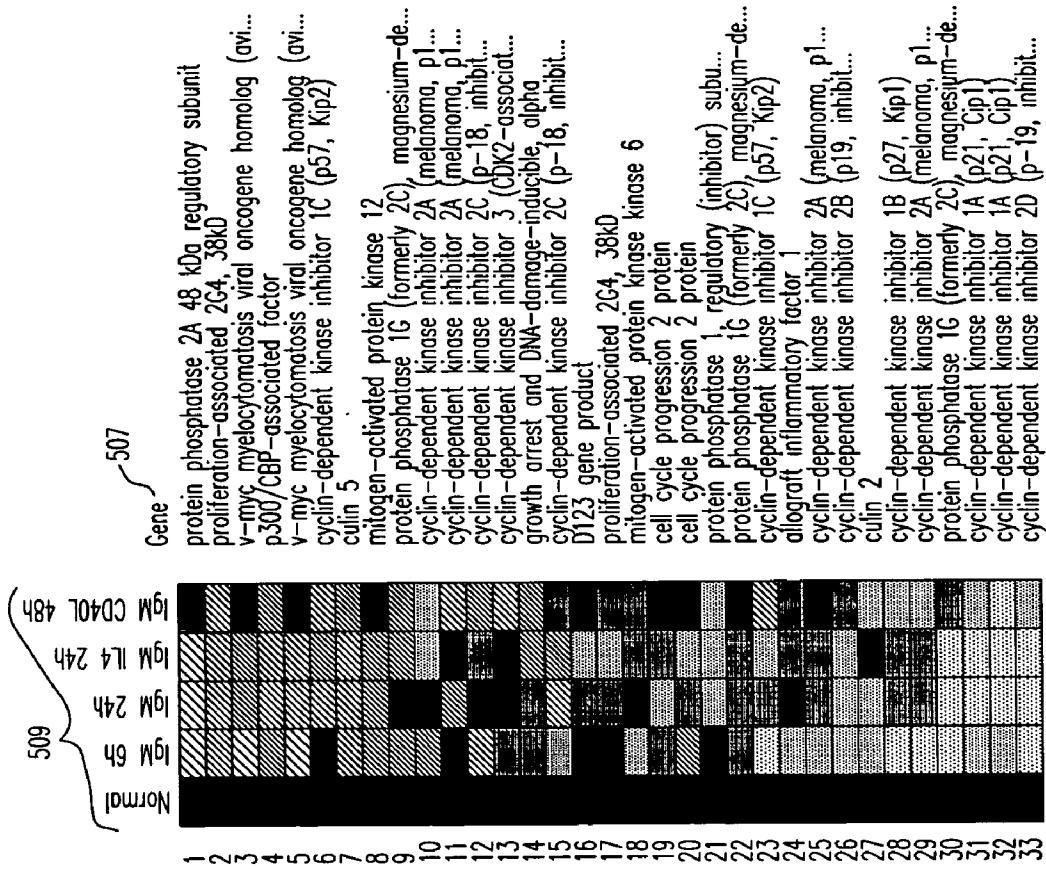 509
Normal
IgM 6h
IgM 24h
IgM IL4 24h
IgM CD40L 48h
507
Gene
1 protein phosphatase 2A 48 kDa regulatory subunit
2 proliferation-associated 2G4, 38kD
3 v-myc myelocytomatosis viral oncogene homolog (avi...
4 p300/CBP-associated factor
5 v-myc myelocytomatosis viral oncogene homolog (avi...
6 cyclin-dependent kinase inhibitor 1C (p57, Kip2)
7 culin 5
8 mitogen-activated protein kinase 12
9 protein phosphatase 1G (formerly 2C), magnesium-de...
10 cyclin-dependent kinase inhibitor 2A (melanoma, p1...
11 cyclin-dependent kinase inhibitor 2A (melanoma, p1...
12 cyclin-dependent kinase inhibitor 2C (p-18, inhibit...
13 cyclin-dependent kinase inhibitor 3 (CDK2-associat...
14 growth arrest and DNA-damage-inducible, alpha
15 cyclin-dependent kinase inhibitor 2C (p-18, inhibit...
16 D123 gene product
17 proliferation-associated 2G4, 38kD
18 mitogen-activated protein kinase kinase 6
19 cell cycle progression 2 protein
20 cell cycle progression 2 protein
21 protein phosphatase 1, regulatory (inhibitor) subu...
22 protein phosphatase 1G (formerly 2C), magnesium-de...
23 cyclin-dependent kinase inhibitor 1C (p57, Kip2)
24 allograft inflammatory factor 1
25 cyclin-dependent kinase inhibitor 2A (melanoma, p1...
26 cyclin-dependent kinase inhibitor 2B (p19, inhibit...
27 culin 2
28 cyclin-dependent kinase inhibitor 1B (p27, Kip1)
29 cyclin-dependent kinase inhibitor 2A (melanoma, p1...
30 protein phosphatase 1G (formerly 2C), magnesium-de...
31 cyclin-dependent kinase inhibitor 1A (p21, Cip1)
32 cyclin-dependent kinase inhibitor 1A (p21, Cip1)
33 cyclin-dependent kinase inhibitor 2D (p-19, inhibit...